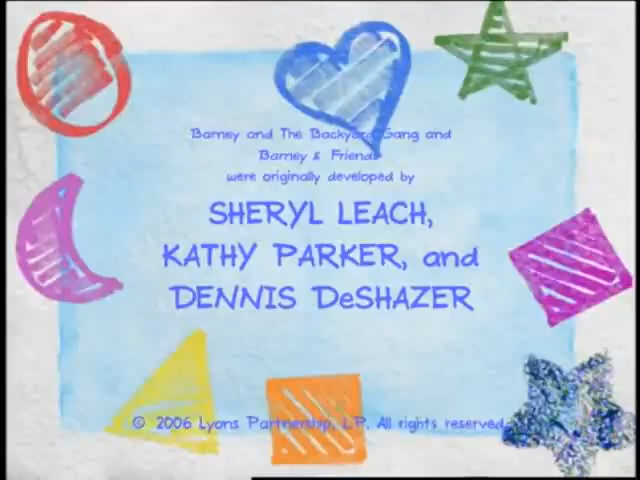 Barney and The Backyard Gang and
Barney & Friends
were originally developed by
SHERYL LEACH,
KATHY PARKER, and
DENNIS DeSHAZER
© 2006 Lyons Partnership, L.P. All rights reserved.